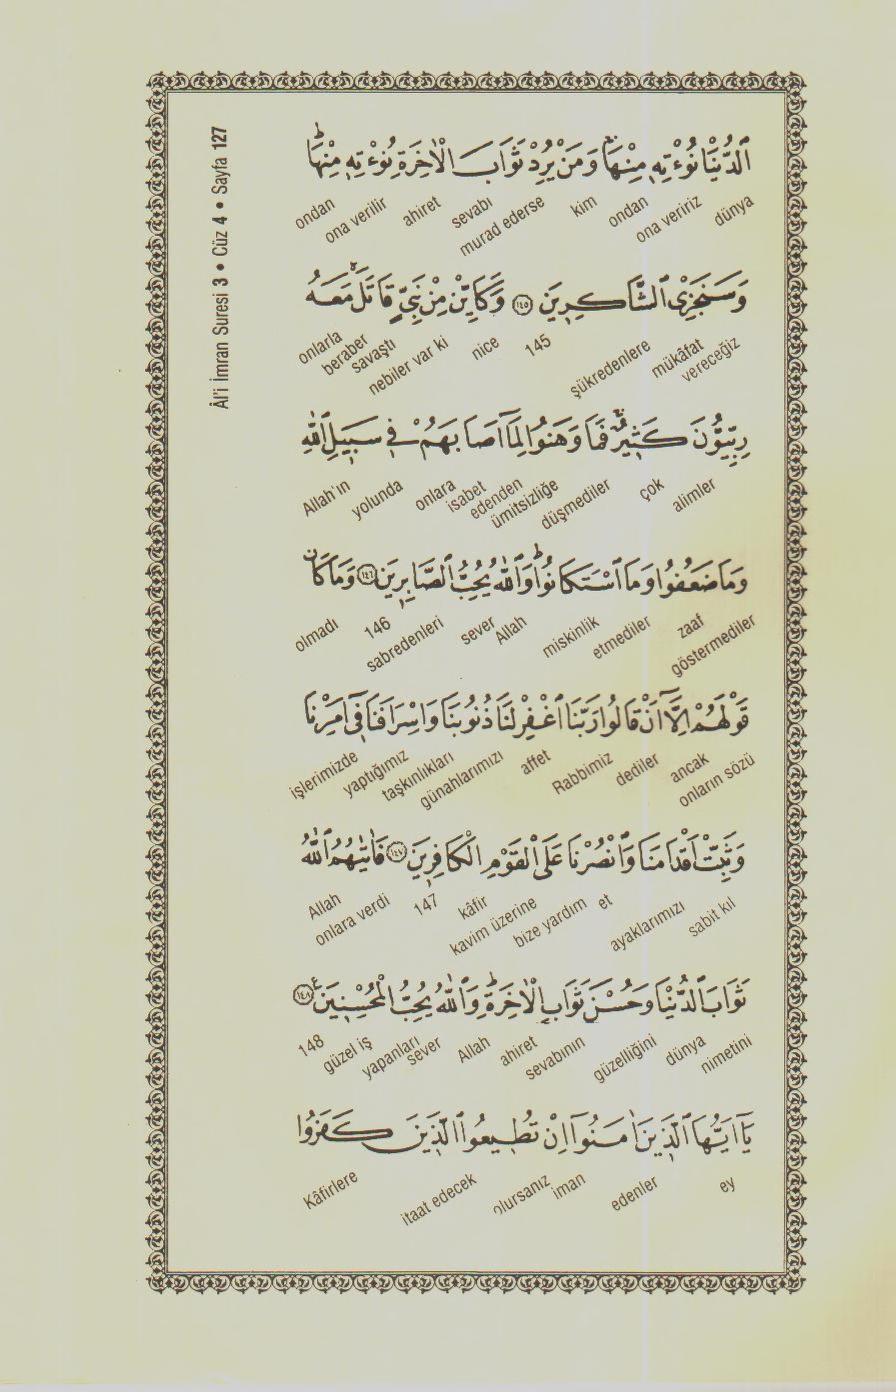 Âl'i İmran Suresi 3 • Cüz 4 • Sayfa 127
اَلدُّنْيَا نُؤْتِهٖ مِنْهَاۚ وَمَنْ يُرِدْ ثَوَابَ الْاٰخِرَةِ نُؤْتِهٖ مِنْهَاۜ
dünya ona veririz ondan kim murad ederse sevabı ahiret ona verilir ondan
وَسَنَجْزِي الشَّاكِرٖينَ ﴿١٤٥﴾ وَكَاَيِّنْ مِنْ نَبِيٍّ قَاتَلَۙ مَعَهُ
mükâfat vereceğiz şükredenlere 145 nice nebiler var ki savaştı onlarla beraber
رِبِّيُّونَ كَثٖيرٌۚ فَمَا وَهَنُوا لِمَٓا اَصَابَهُمْ فٖي سَبٖيلِ اللّٰهِ
alimler çok düşmediler ümitsizliğe isabet edenden onlara yolunda Allah'ın
وَمَا ضَعُفُوا وَمَا اسْتَكَانُواۜ وَاللّٰهُ يُحِبُّ الصَّابِرٖينَ ﴿١٤٦﴾ وَمَا كَانَ
zaaf göstermediler miskinlik etmediler Allah sever sabredenleri 146 olmadı
قَوْلَهُمْ اِلَّٓا اَنْ قَالُوا رَبَّنَا اغْفِرْ لَنَا ذُنُوبَنَا وَاِسْرَافَنَا فٖٓي اَمْرِنَا
onların sözü ancak dediler Rabbimiz affet günahlarımızı taşkınlıkları yaptığımız işlerimizde
وَثَبِّتْ اَقْدَامَنَا وَانْصُرْنَا عَلَى الْقَوْمِ الْكَافِرٖينَ ﴿١٤٧﴾ فَاٰتٰيهُمُ اللّٰهُ
sabit kıl ayaklarımızı et bize yardım kavim üzerine kâfir 147 onlara verdi Allah
ثَوَابَ الدُّنْيَا وَحُسْنَ ثَوَابِ الْاٰخِرَةِۜ وَاللّٰهُ يُحِبُّ الْمُحْسِنٖينَ ﴿١٤٨﴾ ع
nimetini dünya güzelliğini sevabının ahiret Allah sever güzel iş yapanları 148
يَٓا اَيُّهَا الَّذٖينَ اٰمَنُٓوا اِنْ تُطٖيعُوا الَّذٖينَ كَفَرُوا
ey iman edenler olursanız itaat edecek Kâfirlere